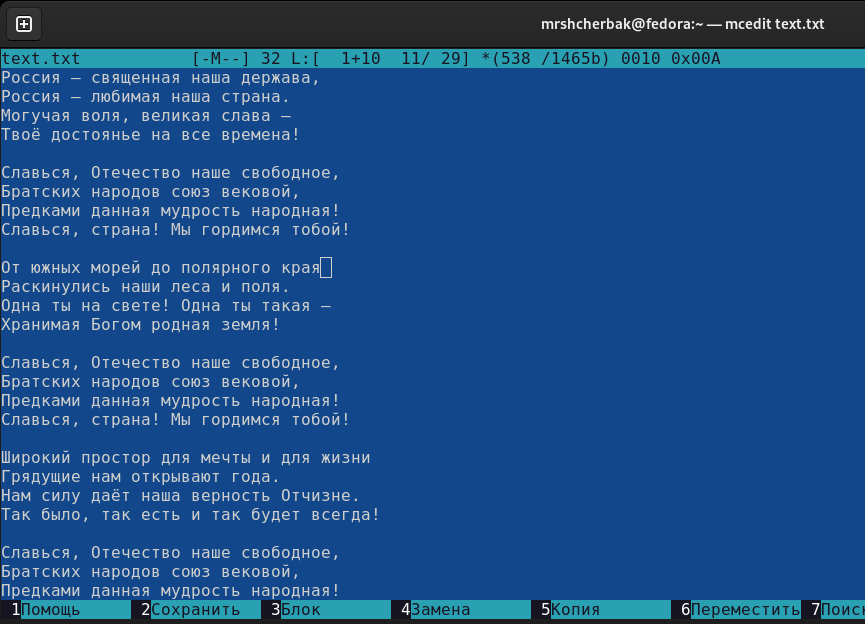 mrshcherbak@fedora:~ — mcedit text.txt
text.txt [-M--] 32 L:[ 1+10 11/ 29] *(538 /1465b) 0010 0x00A
Россия – священная наша держава,
Россия – любимая наша страна.
Могучая воля, великая слава –
Твоё достоянье на все времена!

Славься, Отечество наше свободное,
Братских народов союз вековой,
Предками данная мудрость народная!
Славься, страна! Мы гордимся тобой!

От южных морей до полярного края
Раскинулись наши леса и поля.
Одна ты на свете! Одна ты такая –
Хранимая Богом родная земля!

Славься, Отечество наше свободное,
Братских народов союз вековой,
Предками данная мудрость народная!
Славься, страна! Мы гордимся тобой!

Широкий простор для мечты и для жизни
Грядущие нам открывают года.
Нам силу даёт наша верность Отчизне.
Так было, так есть и так будет всегда!

Славься, Отечество наше свободное,
Братских народов союз вековой,
Предками данная мудрость народная!
1Помощь 2Сохранить 3Блок 4Замена 5Копия 6Переместить 7Поиск